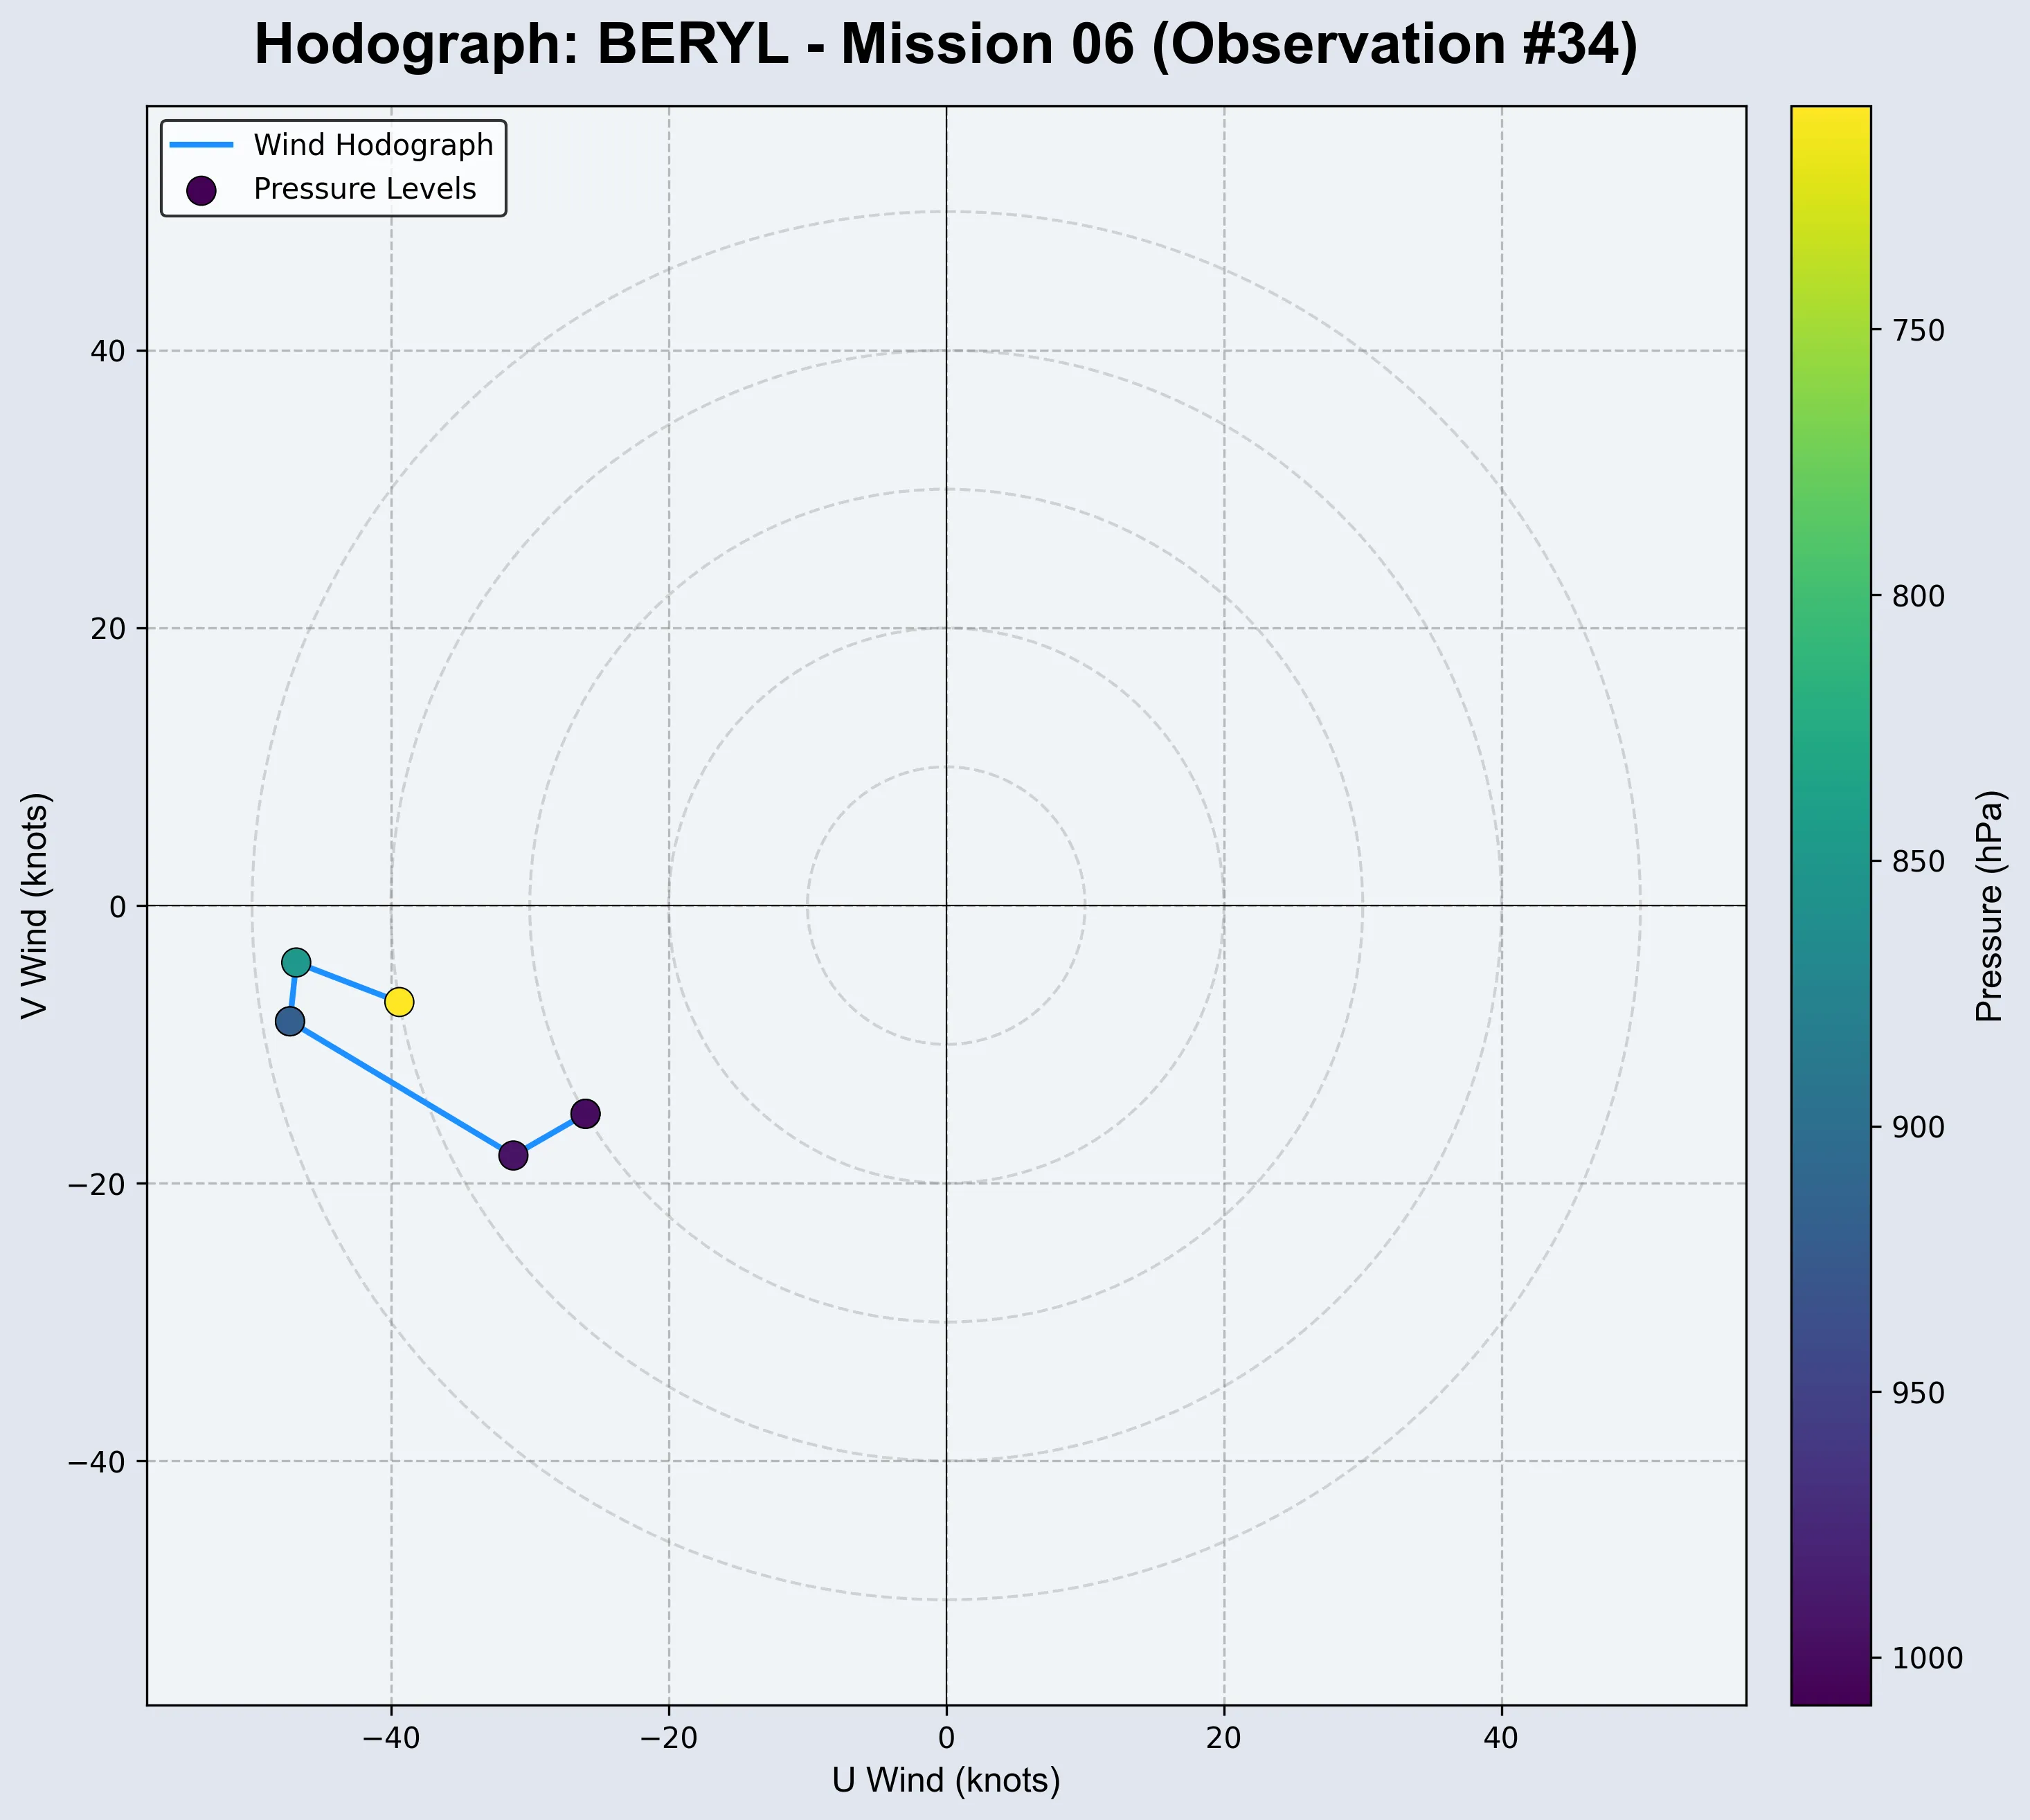 Hodograph: BERYL - Mission 06 (Observation #34)
Wind Hodograph
Pressure Levels
40
20
0
−20
−40
V Wind (knots)
−40
−20
0
20
40
U Wind (knots)
750
800
850
900
950
1000
Pressure (hPa)